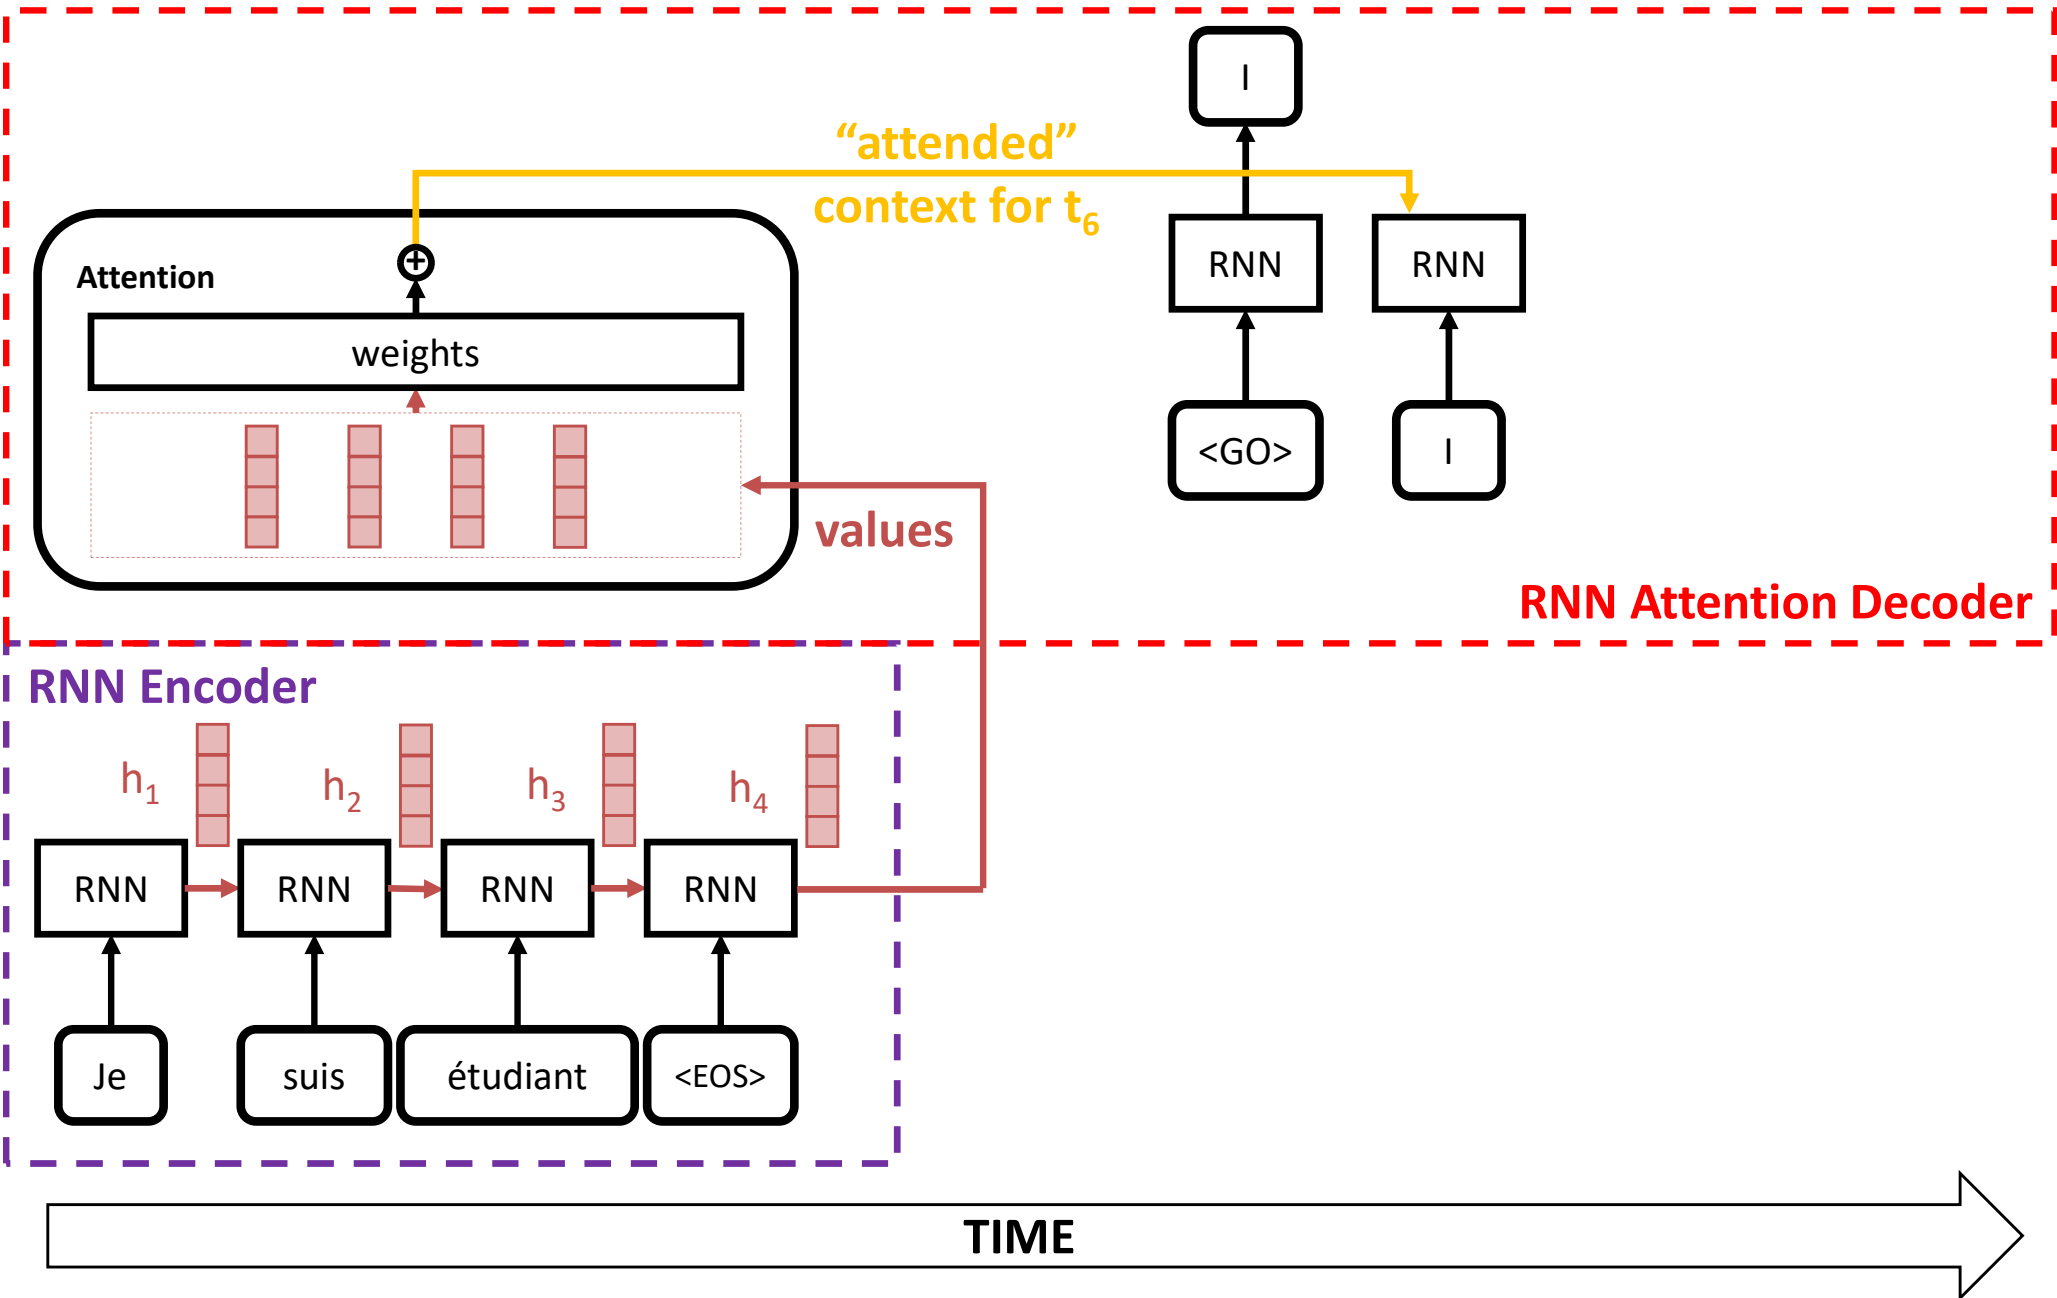 I
"attended"
context for t6
Attention
+
RNN
RNN
weights
<GO>
I
values
RNN Attention Decoder
RNN Encoder
h1
h2
h3
h4
RNN
RNN
RNN
RNN
Je
suis
étudiant
<EOS>
TIME